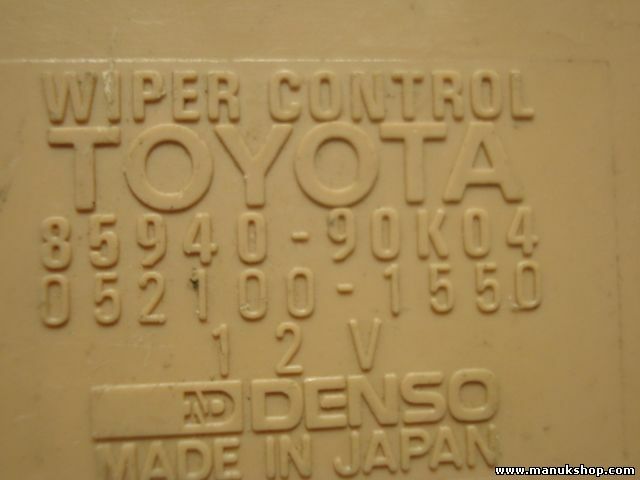 WIPER CONTROL
TOYOTA
85940-90K04
052100-1550
12V
ND DENSO
MADE IN JAPAN
www.manukshop.com